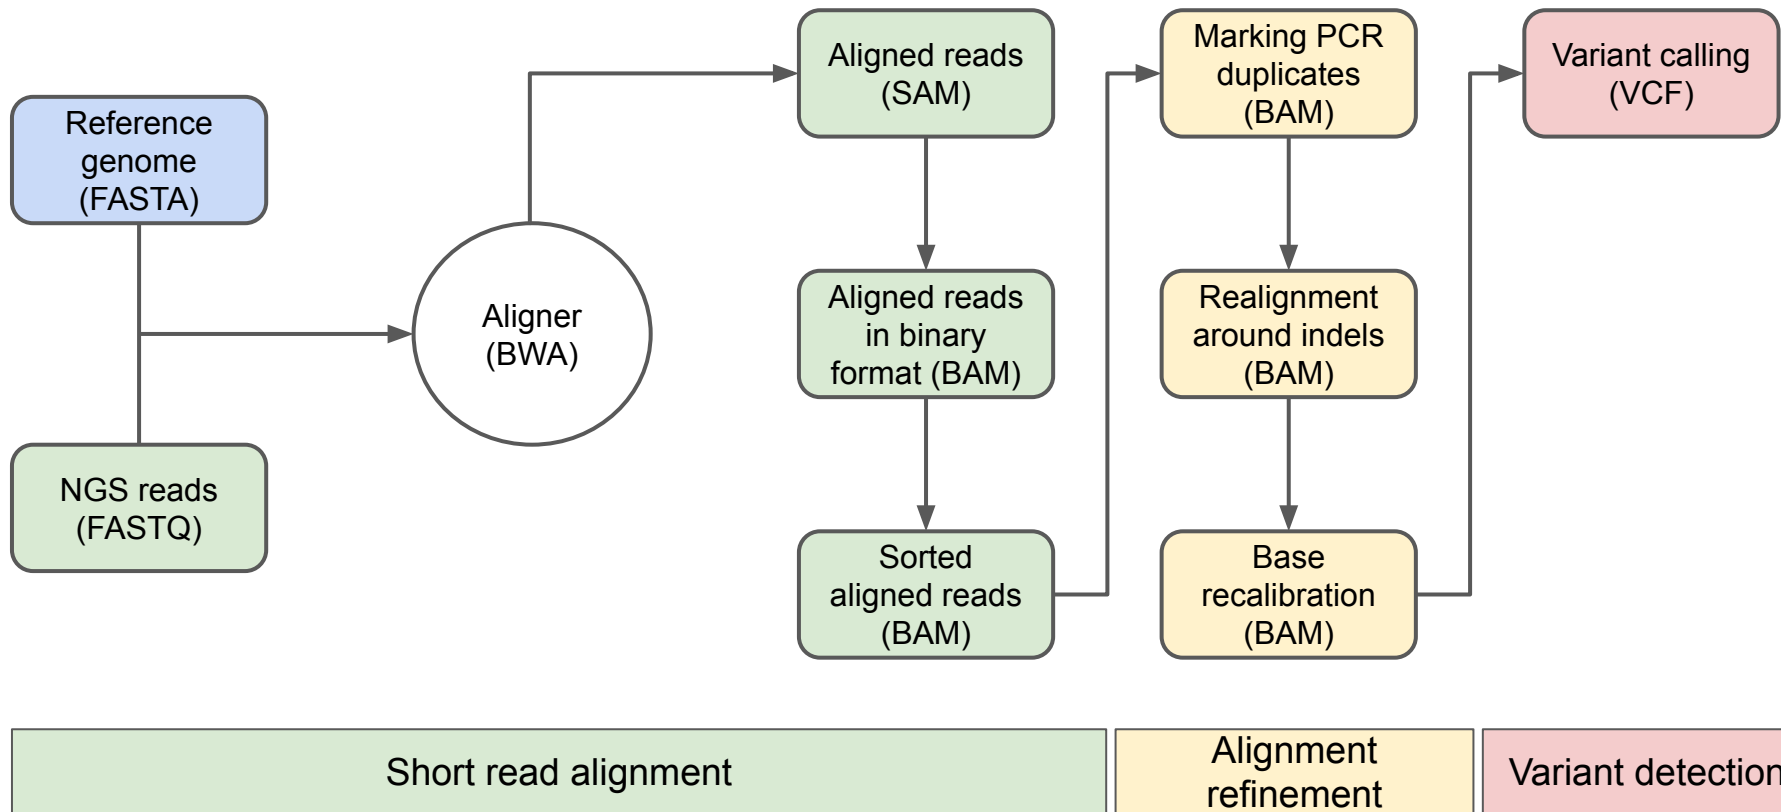 Reference
genome
(FASTA)
NGS reads
(FASTQ)
Aligner
(BWA)
Aligned reads
(SAM)
Aligned reads
in binary
format (BAM)
Sorted
aligned reads
(BAM)
Marking PCR
duplicates
(BAM)
Realignment
around indels
(BAM)
Base
recalibration
(BAM)
Variant calling
(VCF)
Short read alignment
Alignment
refinement
Variant detection